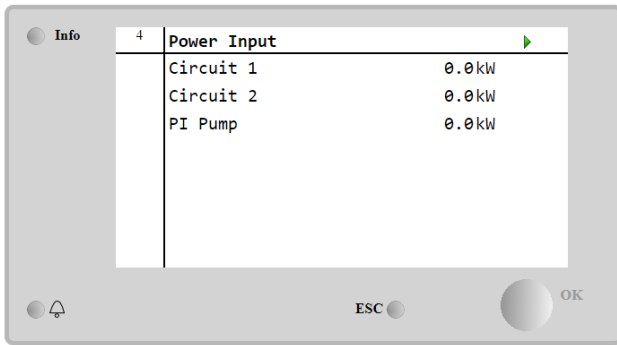 Info
4 Power Input
Circuit 1 0.0kW
Circuit 2 0.0kW
PI Pump 0.0kW
ESC OK